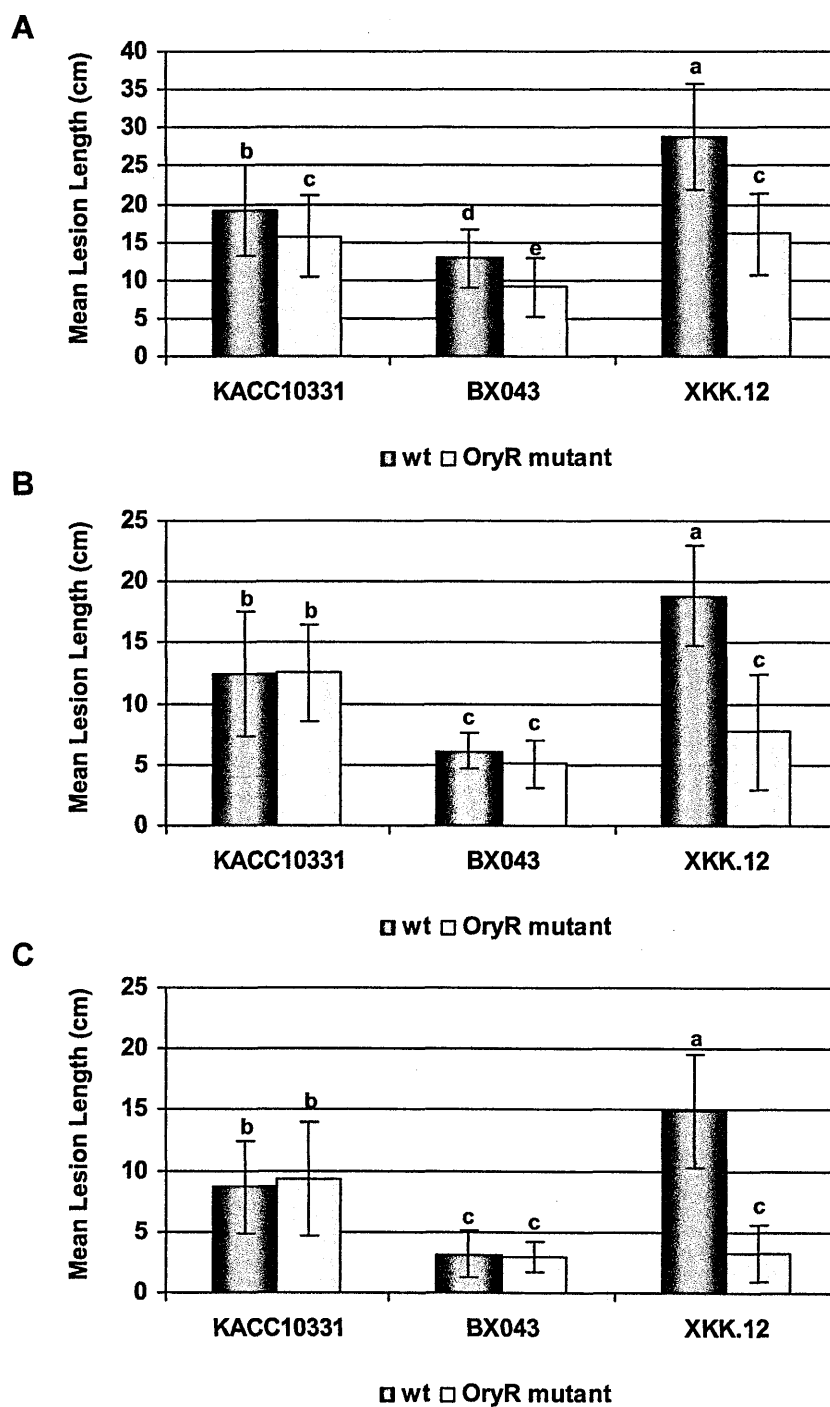 A
Mean Lesion Length (cm)
40
35
30
25
20
15
10
5
0
b
c
d
e
a
c
KACC10331 BX043 XKK.12
wt OryR mutant
B
Mean Lesion Length (cm)
25
20
15
10
5
0
b
b
c
c
a
c
KACC10331 BX043 XKK.12
wt OryR mutant
C
Mean Lesion Length (cm)
25
20
15
10
5
0
b
b
c
c
a
c
KACC10331 BX043 XKK.12
wt OryR mutant